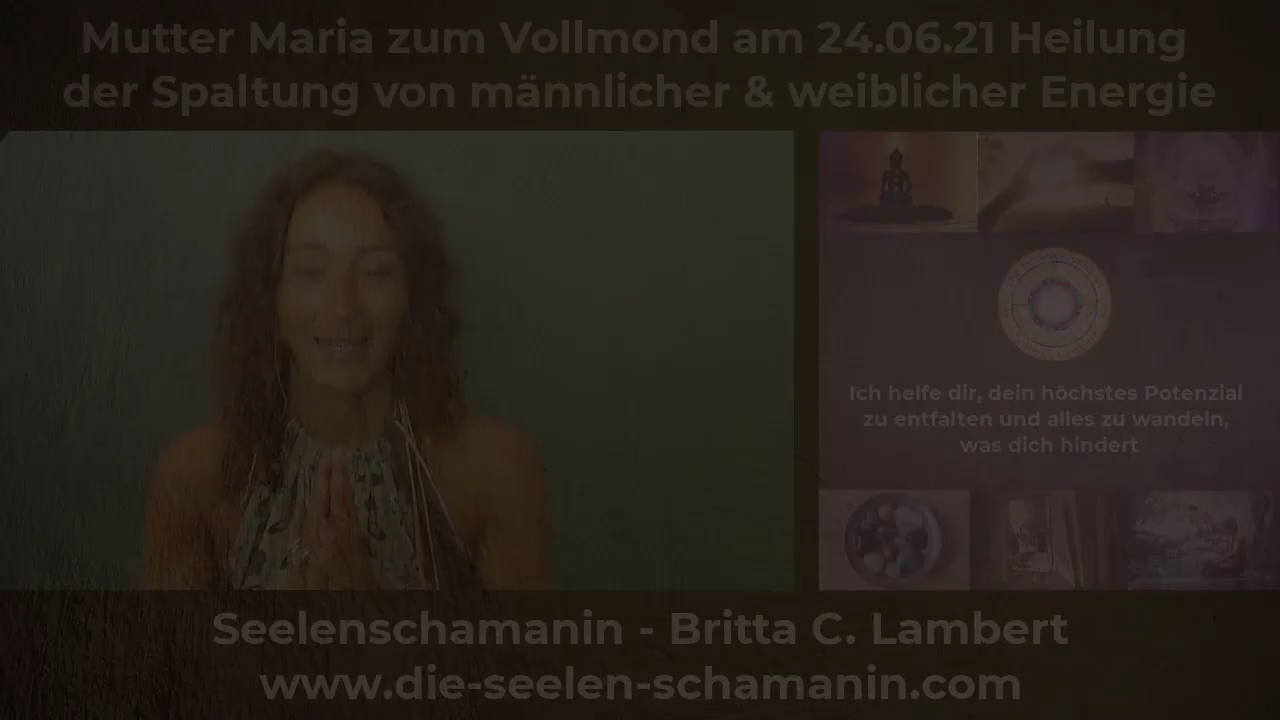 Mutter Maria zum Vollmond am 24.06.21 Heilung
der Spaltung von männlicher & weiblicher Energie
Ich helfe dir, dein höchstes Potenzial
zu entfalten und alles zu wandeln,
was dich hindert
Seelenschamanin - Britta C. Lambert
www.die-seelen-schamanin.com